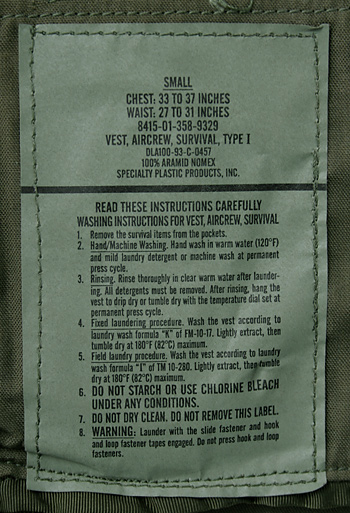 SMALL
CHEST: 33 TO 37 INCHES
WAIST: 27 TO 31 INCHES
8415-01-358-9329
VEST, AIRCREW, SURVIVAL, TYPE I
DLA100-93-C-0457
100% ARAMID NOMEX
SPECIALTY PLASTIC PRODUCTS, INC.
READ THESE INSTRUCTIONS CAREFULLY
WASHING INSTRUCTIONS FOR VEST, AIRCREW, SURVIVAL
1. Remove the survival items from the pockets.
2. Hand/Machine Washing. Hand wash in warm water (120°F)
and mild laundry detergent or machine wash at permanent
press cycle.
3. Rinsing. Rinse thoroughly in clear warm water after launder-
ing. All detergents must be removed. After rinsing, hang the
vest to drip dry or tumble dry with the temperature dial set at
permanent press cycle.
4. Fixed laundering procedure. Wash the vest according to
laundry wash formula "K" of FM-10-17. Lightly extract, then
tumble dry at 180°F (82°C) maximum.
5. Field laundry procedure. Wash the vest according to laundry
wash formula "I" of TM 10-280. Lightly extract, then tumble
dry at 180°F (82°C) maximum.
6. DO NOT STARCH OR USE CHLORINE BLEACH
UNDER ANY CONDITIONS.
7. DO NOT DRY CLEAN. DO NOT REMOVE THIS LABEL.
8. WARNING: Launder with the slide fastener and hook
and loop fastener tapes engaged. Do not press hook and loop
fasteners.